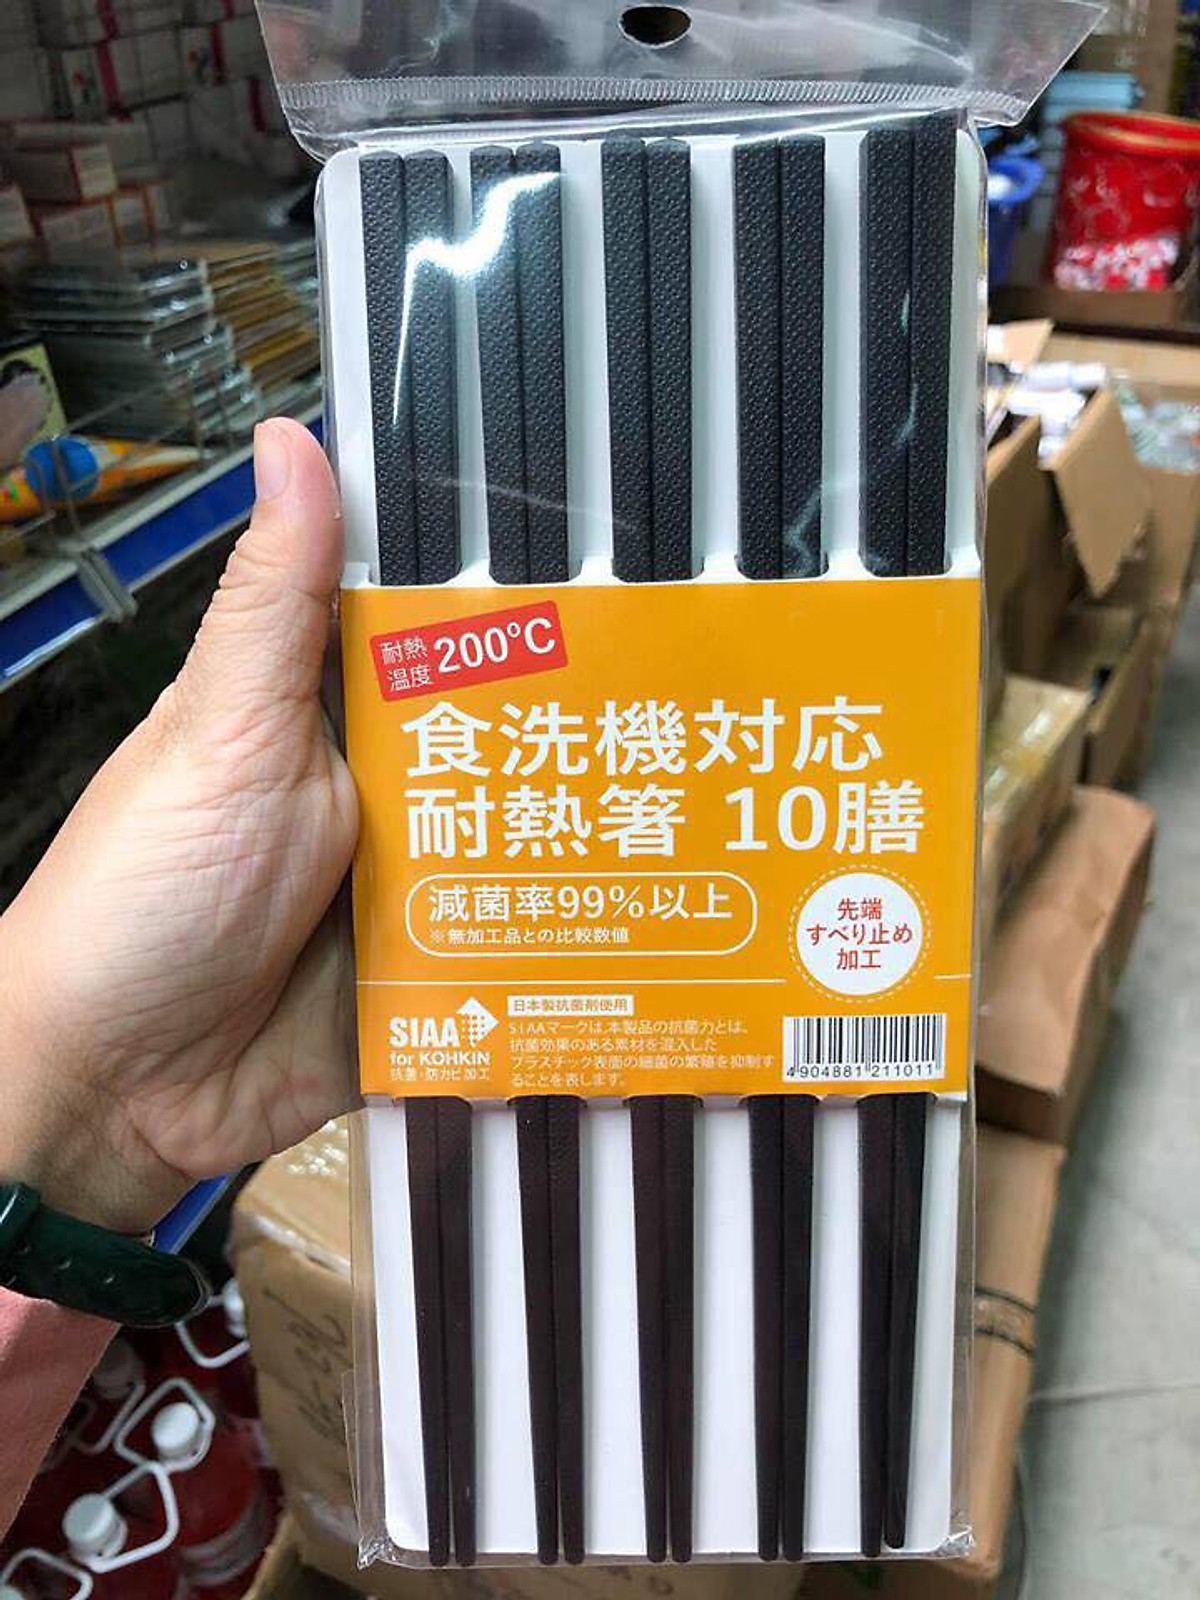 耐熱
温度 200℃
食洗機対応
耐熱箸 10膳
減菌率99%以上
※無加工品との比較数値
先端
すべり止め
加工
SIAA
for KOHKIN
抗菌・防カビ加工
日本製抗菌剤使用
SIAAマークは、本製品の抗菌力とは、
抗菌効果のある素材を混入した
プラスチック表面の細菌の繁殖を抑制す
ることを表します。
4 904881 211011